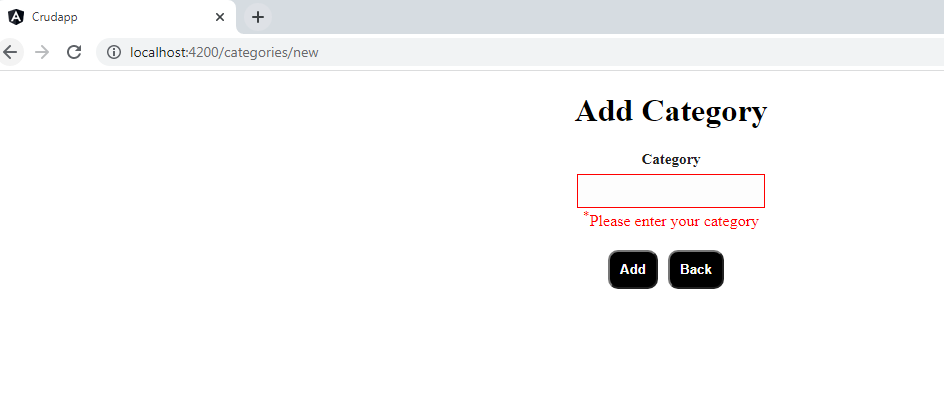 Crudapp
localhost:4200/categories/new
Add Category
Category
*Please enter your category
Add Back